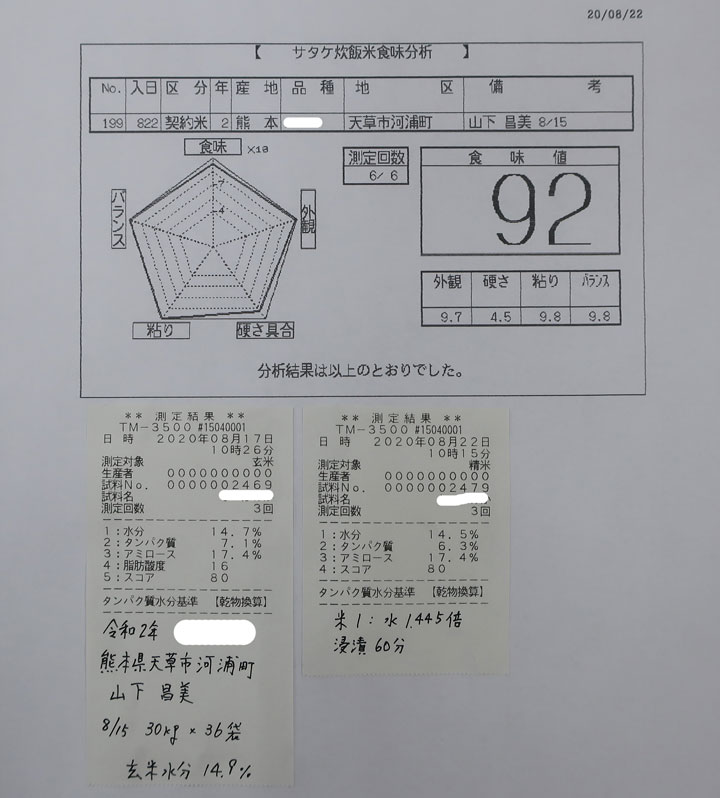 20/08/22
【 サタケ炊飯米食味分析 】
No. 入日 区分 年 産地 品種 地区 備考
199 822 契約米 2 熊本 天草市河浦町 山下 昌美 8/15
食味 ×10
7
4
バランス
外観
粘り
硬さ具合
測定回数
6/ 6
食味値
92
外観 硬さ 粘り バランス
9.7 4.5 9.8 9.8
分析結果は以上のとおりでした。
** 測定結果 **
TM-3500 #15040001
日時 2020年08月17日
10時26分
測定対象 玄米
生産者 0000000000
試料No. 0000002469
試料名
測定回数 3回
1:水分 14.7%
2:タンパク質 7.1%
3:アミロース 17.4%
4:脂肪酸度 16
5:スコア 80
タンパク質水分基準 【乾物換算】
令和2年
熊本県天草市河浦町
山下 昌美
8/15 30kg × 36袋
玄米水分 14.9%
** 測定結果 **
TM-3500 #15040001
日時 2020年08月22日
10時15分
測定対象 精米
生産者 0000000000
試料No. 0000002479
試料名
測定回数 3回
1:水分 14.5%
2:タンパク質 6.3%
3:アミロース 17.4%
4:スコア 80
タンパク質水分基準 【乾物換算】
米1:水1.445倍
浸漬60分